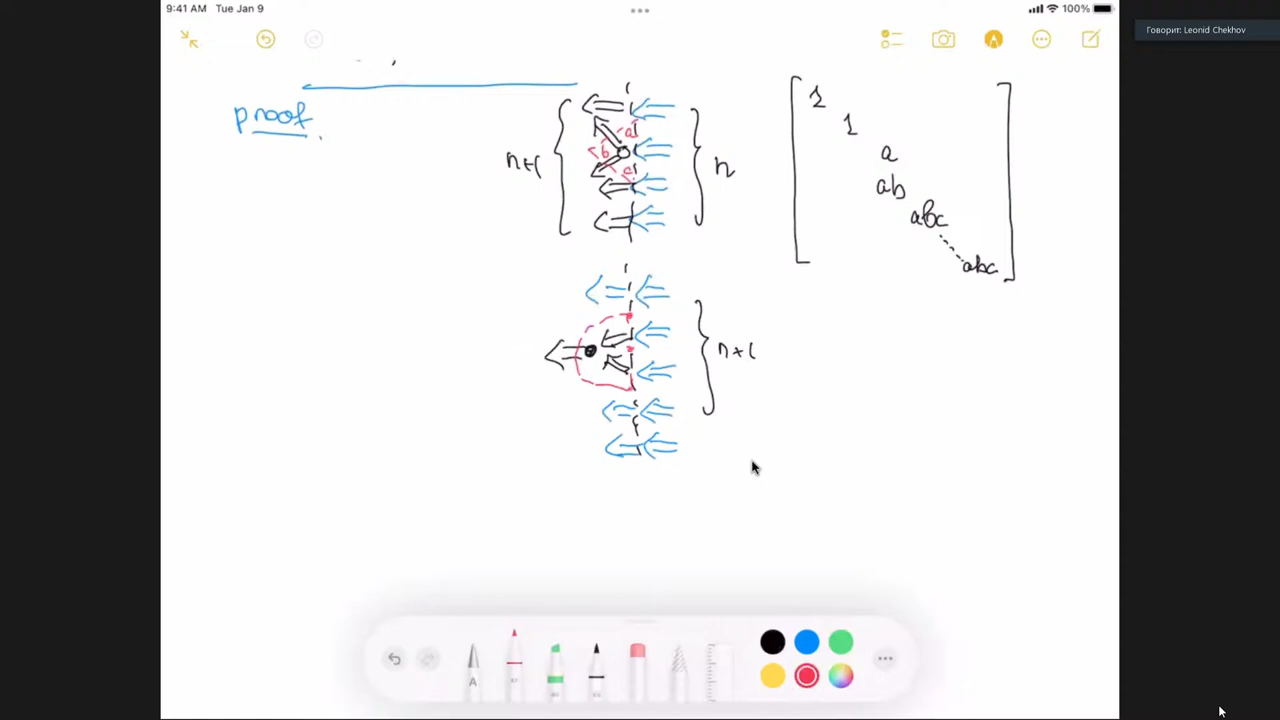 9:41 AM Tue Jan 9
100%
Говорит: Leonid Chekhov
proof.
n+1
a
b
c
n
1
1
a
ab
abc
abc
n+1
A